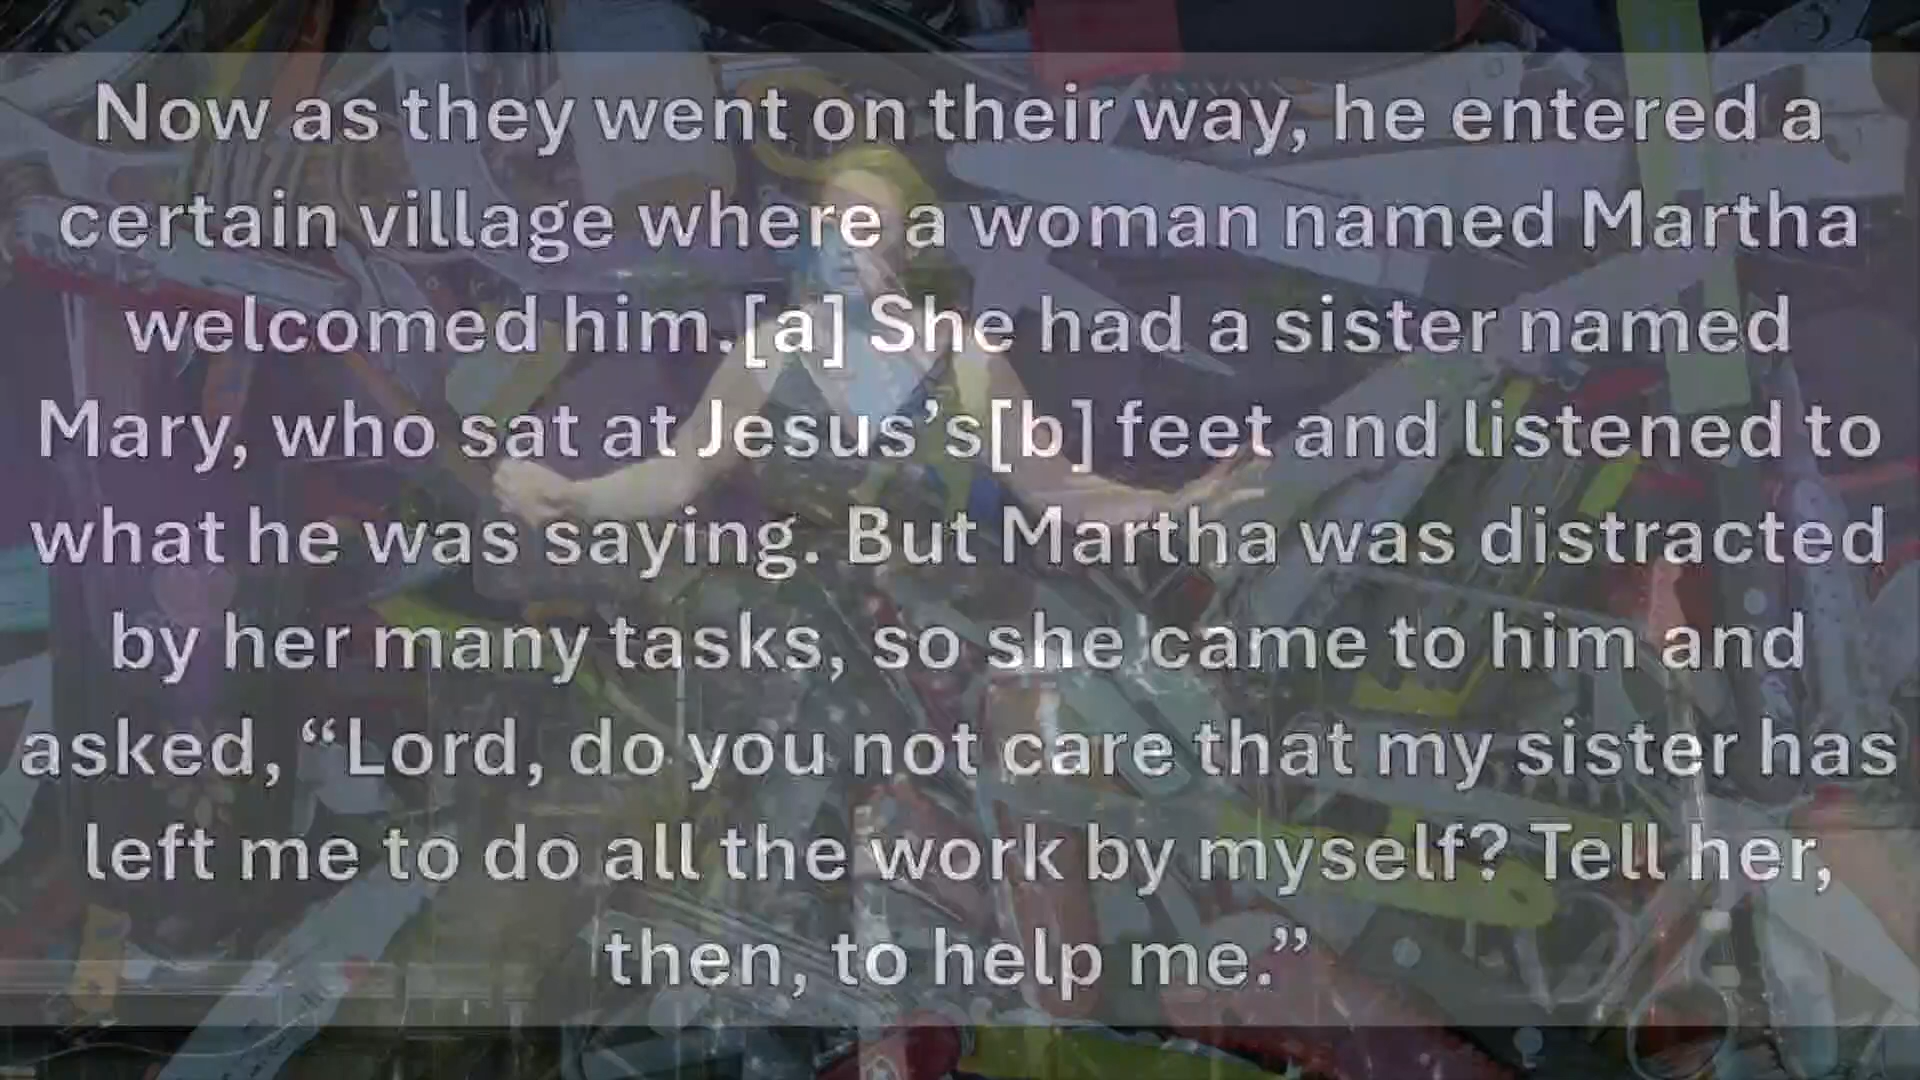 Now as they went on their way, he entered a
certain village where a woman named Martha
welcomed him.[a] She had a sister named
Mary, who sat at Jesus’s[b] feet and listened to
what he was saying. But Martha was distracted
by her many tasks, so she came to him and
asked, “Lord, do you not care that my sister has
left me to do all the work by myself? Tell her,
then, to help me.”